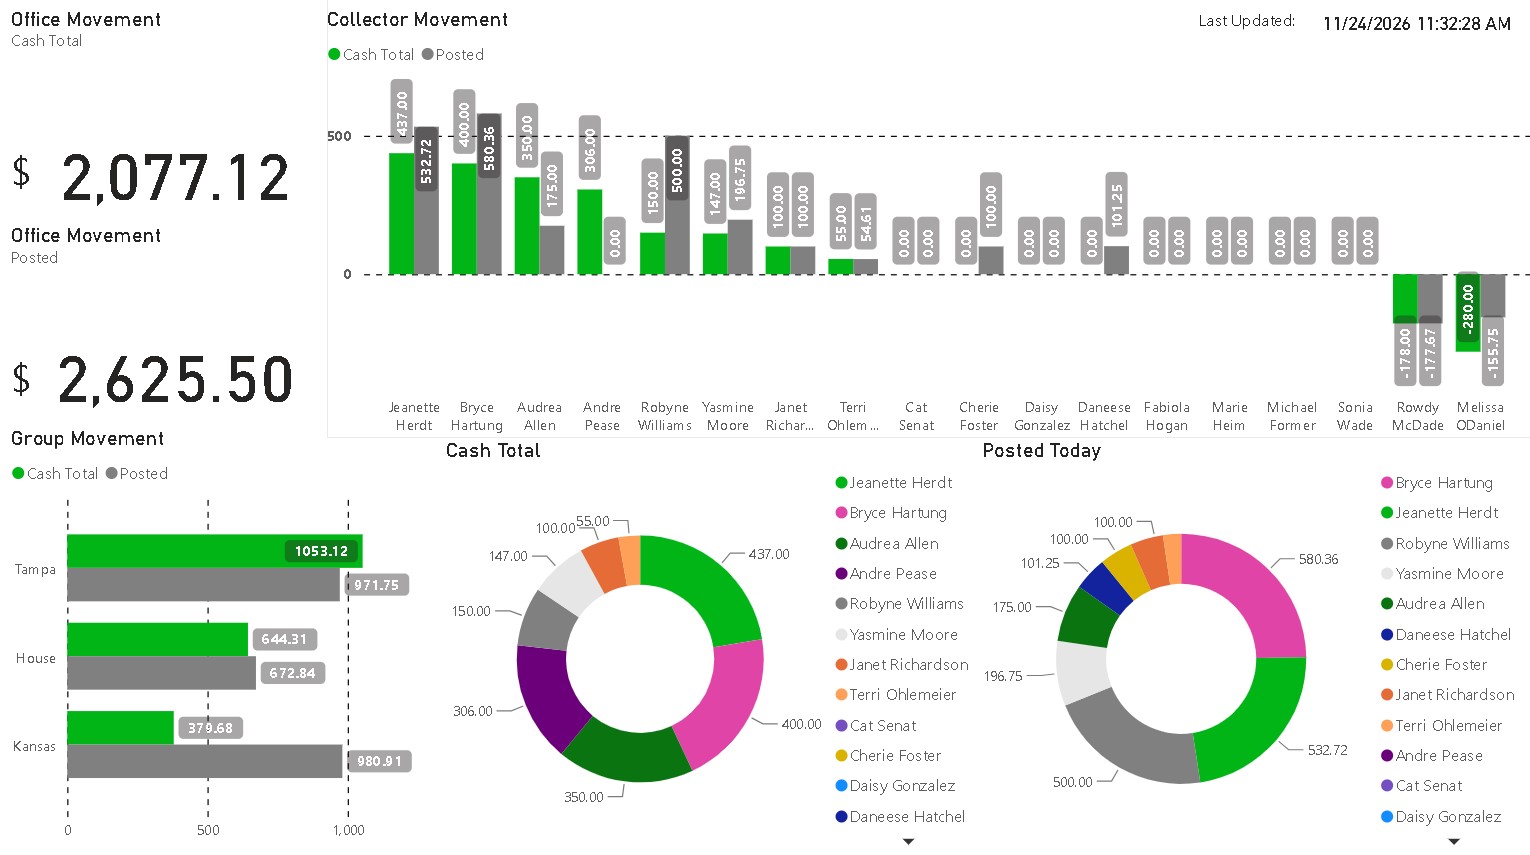 Office Movement
Cash Total
$ 2,077.12
Office Movement
Posted
$ 2,625.50
Collector Movement
Last Updated: 11/24/2026 11:32:28 AM
Cash Total Posted
500
0
437.00 532.72
400.00 580.36
350.00 175.00
306.00 0.00
150.00 500.00
147.00 196.75
100.00 100.00
55.00 54.61
0.00 0.00
0.00 100.00
0.00 0.00
0.00 101.25
0.00 0.00
0.00 0.00
0.00 0.00
0.00 0.00
-178.00 -177.67
-280.00 -155.75
Jeanette Herdt
Bryce Hartung
Audrea Allen
Andre Pease
Robyne Williams
Yasmine Moore
Janet Richar...
Terri Ohlem...
Cat Senat
Cherie Foster
Daisy Gonzalez
Daneese Hatchel
Fabiola Hogan
Marie Heim
Michael Former
Sonia Wade
Rowdy McDade
Melissa ODaniel
Group Movement
Cash Total Posted
Tampa
1053.12
971.75
House
644.31
672.84
Kansas
379.68
980.91
0 500 1,000
Cash Total
437.00
400.00
350.00
306.00
150.00
147.00
100.00
55.00
Jeanette Herdt
Bryce Hartung
Audrea Allen
Andre Pease
Robyne Williams
Yasmine Moore
Janet Richardson
Terri Ohlemeier
Cat Senat
Cherie Foster
Daisy Gonzalez
Daneese Hatchel
Posted Today
580.36
532.72
500.00
196.75
175.00
101.25
100.00
100.00
Bryce Hartung
Jeanette Herdt
Robyne Williams
Yasmine Moore
Audrea Allen
Daneese Hatchel
Cherie Foster
Janet Richardson
Terri Ohlemeier
Andre Pease
Cat Senat
Daisy Gonzalez